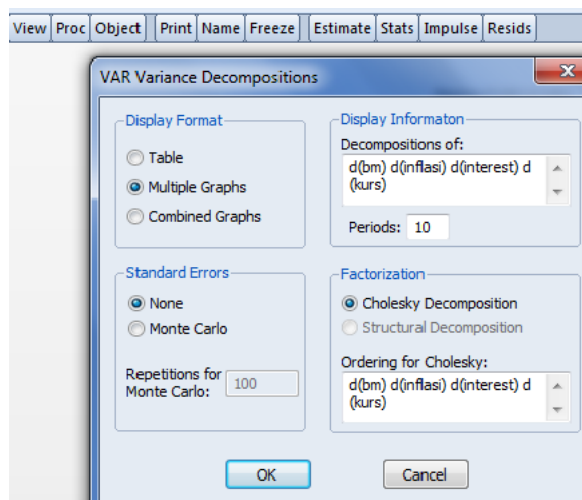 View Proc Object Print Name Freeze Estimate Stats Impulse Resids
VAR Variance Decompositions
Display Format
Table
Multiple Graphs
Combined Graphs
Display Informaton
Decompositions of:
d(bm) d(inflasi) d(interest) d
(kurs)
Periods: 10
Standard Errors
None
Monte Carlo
Repetitions for
Monte Carlo: 100
Factorization
Cholesky Decomposition
Structural Decomposition
Ordering for Cholesky:
d(bm) d(inflasi) d(interest) d
(kurs)
OK Cancel